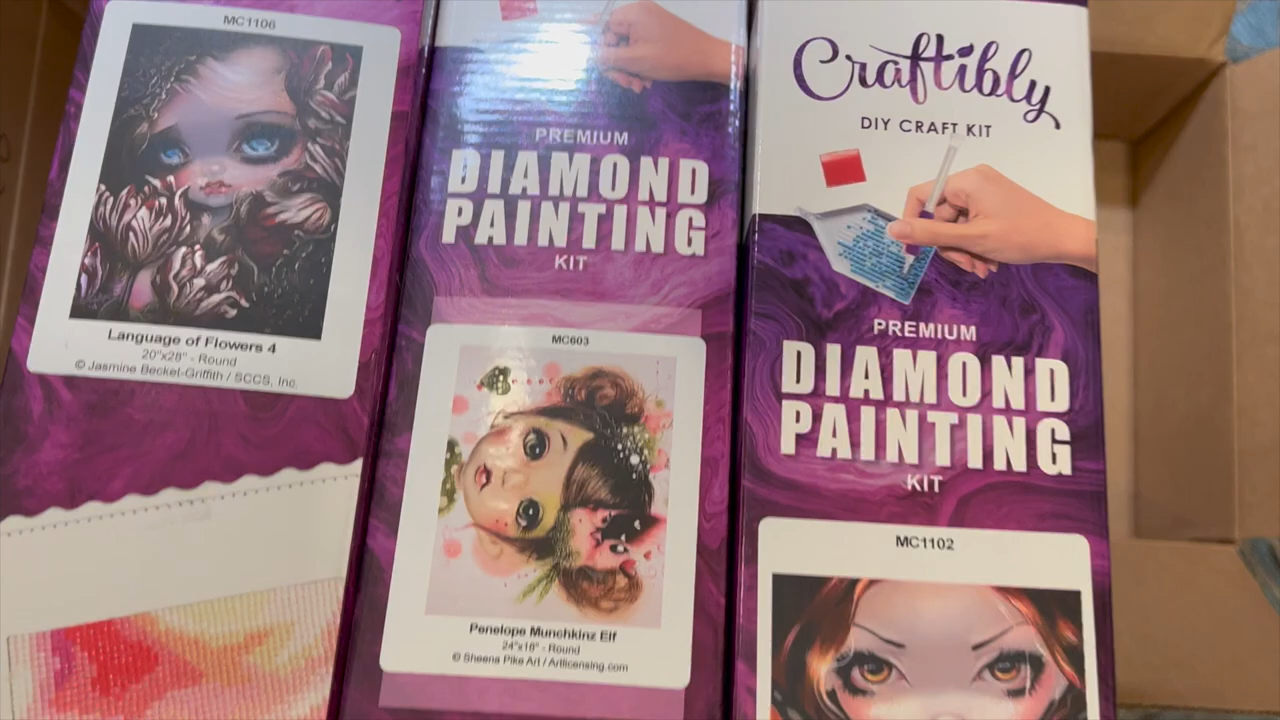 MC1106
Language of Flowers 4
20"x28" - Round
© Jasmine Becket-Griffith / SCCS, Inc.
PREMIUM
DIAMOND
PAINTING
KIT
MC603
Penelope Munchkinz Elf
24"x18" - Round
© Sheena Pike Art / Artlicensing.com
Craftibly
DIY CRAFT KIT
PREMIUM
DIAMOND
PAINTING
KIT
MC1102